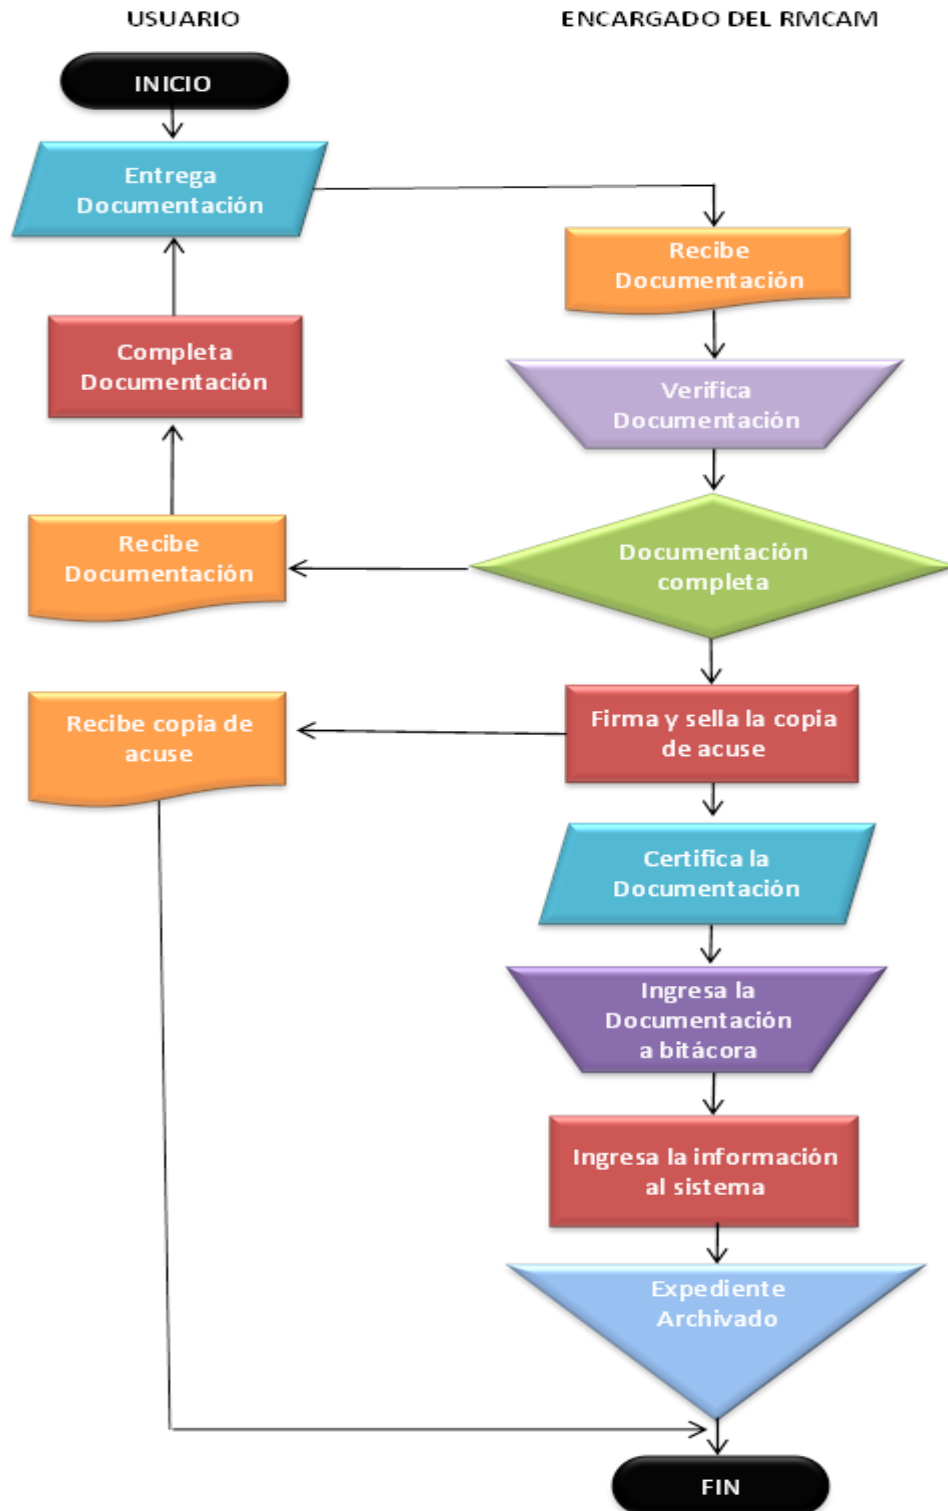 USUARIO
ENCARGADO DEL RMCAM
INICIO
Entrega
Documentación
Recibe
Documentación
Completa
Documentación
Verifica
Documentación
Recibe
Documentación
Documentación
completa
Recibe copia de
acuse
Firma y sella la copia
de acuse
Certifica la
Documentación
Ingresa la
Documentación
a bitácora
Ingresa la información
al sistema
Expediente
Archivado
FIN